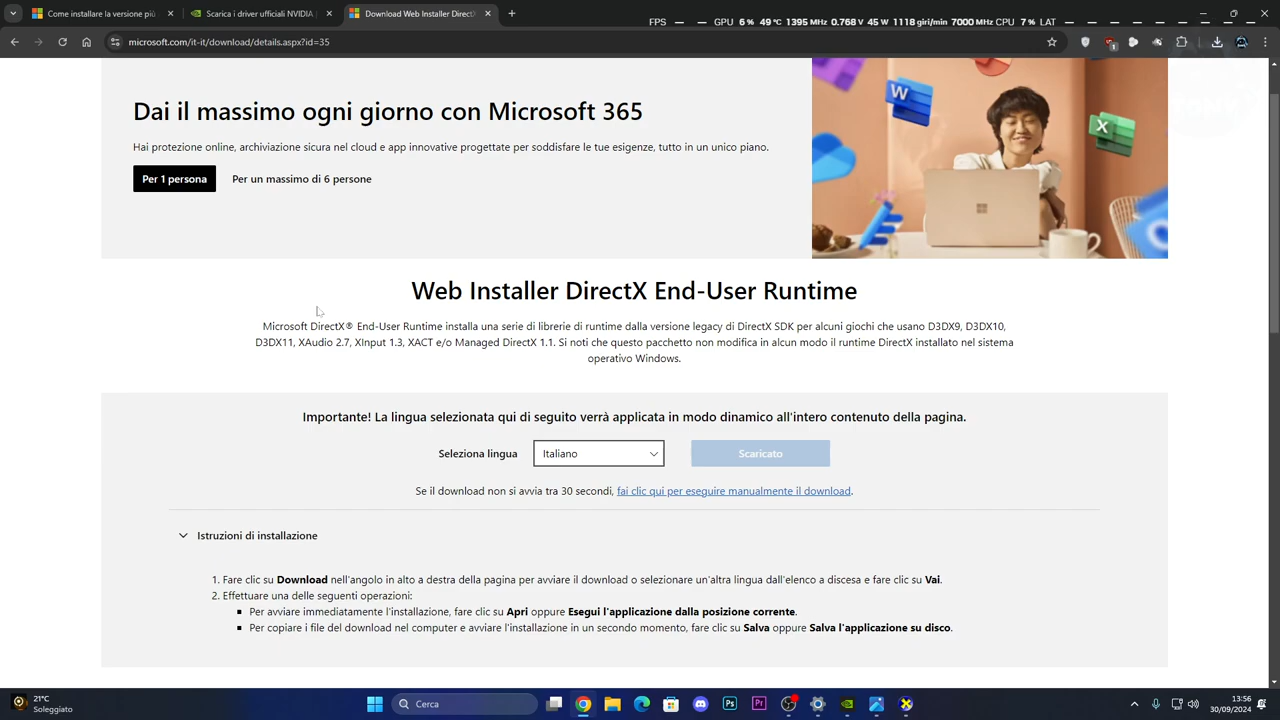 Come installare la versione più
Scarica i driver ufficiali NVIDIA
Download Web Installer DirectX
FPS — GPU 6 % 49 °C 1395 MHz 0.768 V 45 W 1118 giri/min 7000 MHz CPU 7 % LAT —
microsoft.com/it-it/download/details.aspx?id=35
1
Dai il massimo ogni giorno con Microsoft 365
Hai protezione online, archiviazione sicura nel cloud e app innovative progettate per soddisfare le tue esigenze, tutto in un unico piano.
Per 1 persona
Per un massimo di 6 persone
W
X
Web Installer DirectX End-User Runtime
Microsoft DirectX® End-User Runtime installa una serie di librerie di runtime dalla versione legacy di DirectX SDK per alcuni giochi che usano D3DX9, D3DX10,
D3DX11, XAudio 2.7, XInput 1.3, XACT e/o Managed DirectX 1.1. Si noti che questo pacchetto non modifica in alcun modo il runtime DirectX installato nel sistema
operativo Windows.
Importante! La lingua selezionata qui di seguito verrà applicata in modo dinamico all'intero contenuto della pagina.
Seleziona lingua
Italiano
Scaricato
Se il download non si avvia tra 30 secondi, fai clic qui per eseguire manualmente il download.
Istruzioni di installazione
1. Fare clic su Download nell'angolo in alto a destra della pagina per avviare il download o selezionare un'altra lingua dall'elenco a discesa e fare clic su Vai.
2. Effettuare una delle seguenti operazioni:
▪ Per avviare immediatamente l'installazione, fare clic su Apri oppure Esegui l'applicazione dalla posizione corrente.
▪ Per copiare i file del download nel computer e avviare l'installazione in un secondo momento, fare clic su Salva oppure Salva l'applicazione su disco.
21°C
Soleggiato
Cerca
Ps
Pr
13:56
30/09/2024